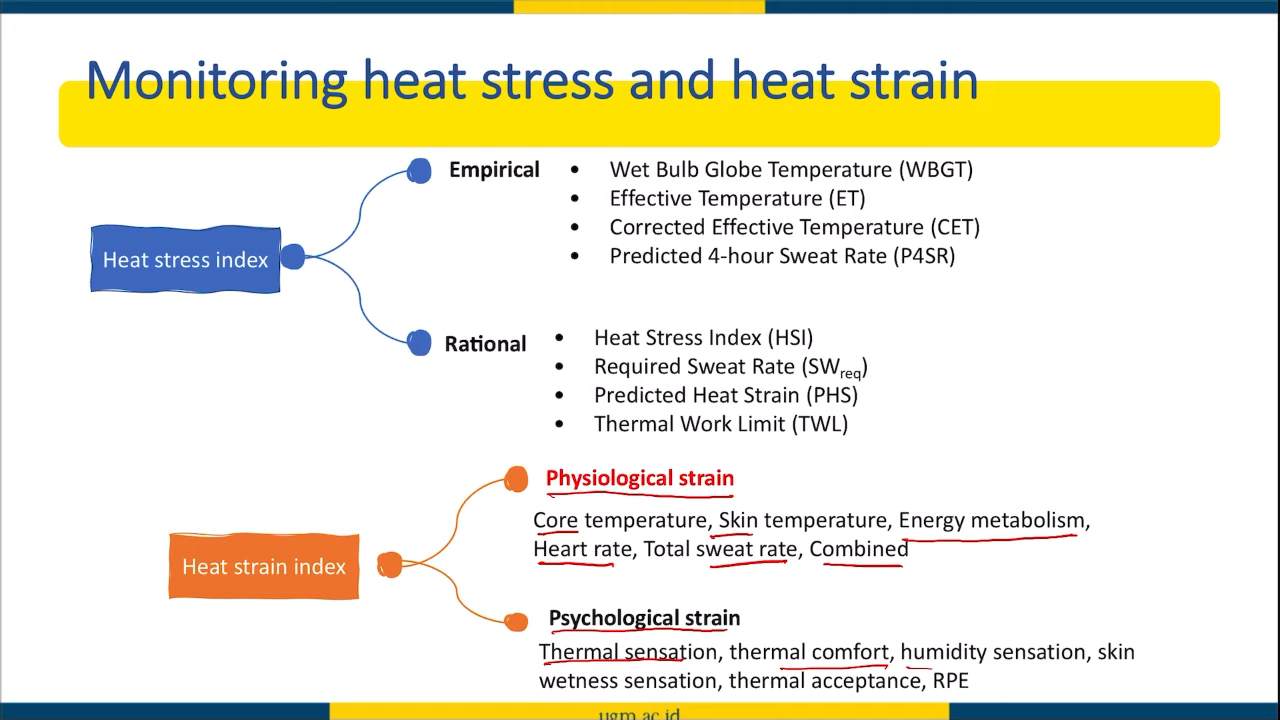 Monitoring heat stress and heat strain
Heat stress index
Empirical
• Wet Bulb Globe Temperature (WBGT)
• Effective Temperature (ET)
• Corrected Effective Temperature (CET)
• Predicted 4-hour Sweat Rate (P4SR)
Rational
• Heat Stress Index (HSI)
• Required Sweat Rate (SWreq)
• Predicted Heat Strain (PHS)
• Thermal Work Limit (TWL)
Heat strain index
Physiological strain
Core temperature, Skin temperature, Energy metabolism,
Heart rate, Total sweat rate, Combined
Psychological strain
Thermal sensation, thermal comfort, humidity sensation, skin
wetness sensation, thermal acceptance, RPE
ugm.ac.id